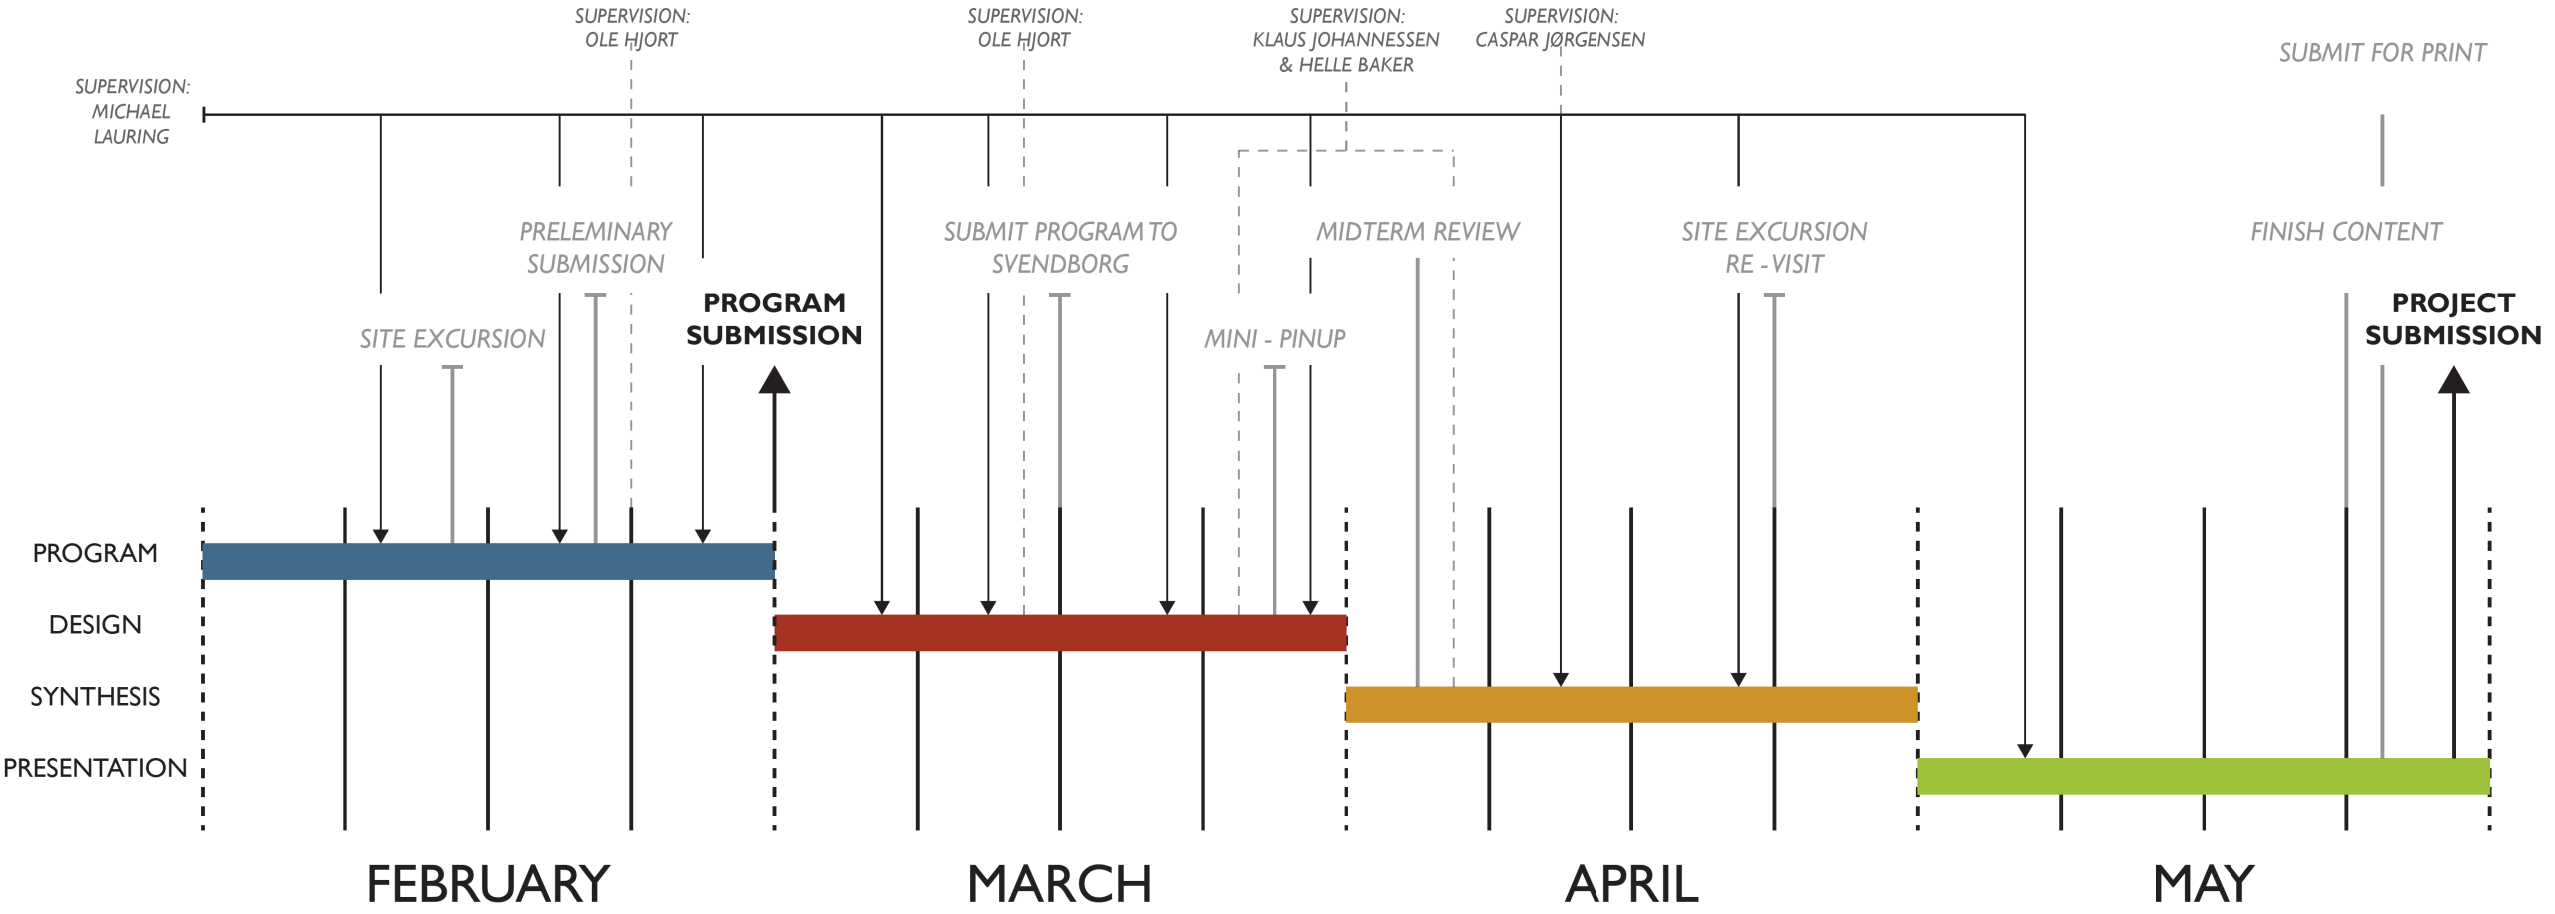 SUPERVISION:
OLE HJORT
SUPERVISION:
OLE HJORT
SUPERVISION:
KLAUS JOHANNESSEN
& HELLE BAKER
SUPERVISION:
CASPAR JØRGENSEN
SUBMIT FOR PRINT
SUPERVISION:
MICHAEL
LAURING
PRELEMINARY
SUBMISSION
SUBMIT PROGRAM TO
SVENDBORG
MIDTERM REVIEW
SITE EXCURSION
RE - VISIT
FINISH CONTENT
SITE EXCURSION
PROGRAM
SUBMISSION
MINI - PINUP
PROJECT
SUBMISSION
PROGRAM
DESIGN
SYNTHESIS
PRESENTATION
FEBRUARY
MARCH
APRIL
MAY